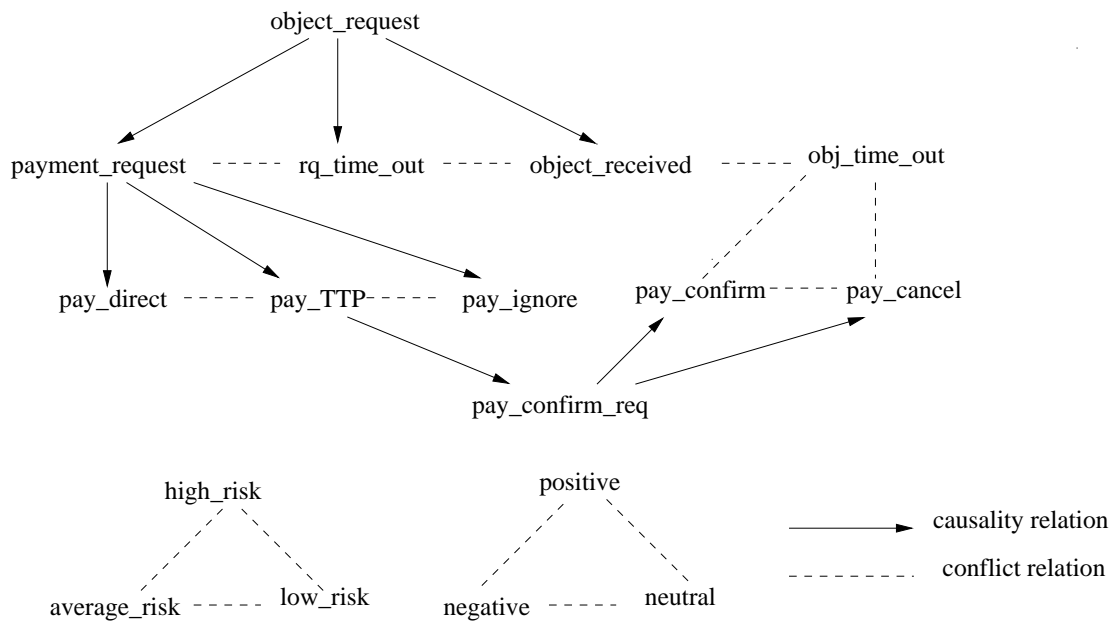 object_request
payment_request
rq_time_out
object_received
obj_time_out
pay_direct
pay_TTP
pay_ignore
pay_confirm
pay_cancel
pay_confirm_req
high_risk
positive
causality relation
conflict relation
average_risk
low_risk
negative
neutral